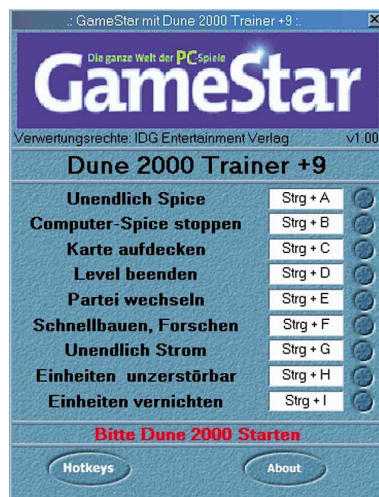 .: GameStar mit Dune 2000 Trainer +9 :.
Die ganze Welt der PC-Spiele
GameStar
Verwertungsrechte: IDG Entertainment Verlag v1.00
Dune 2000 Trainer +9
Unendlich Spice Strg + A
Computer-Spice stoppen Strg + B
Karte aufdecken Strg + C
Level beenden Strg + D
Partei wechseln Strg + E
Schnellbauen, Forschen Strg + F
Unendlich Strom Strg + G
Einheiten unzerstörbar Strg + H
Einheiten vernichten Strg + I
Bitte Dune 2000 Starten
Hotkeys About